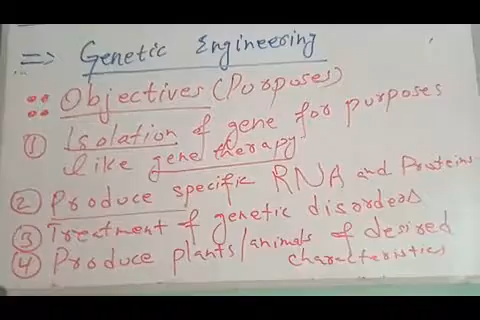 => Genetic Engineering
:: Objectives (Purposes)
① Isolation of gene for purposes
like gene therapy
② Produce specific RNA and Proteins
③ Treatment of genetic disorders
④ Produce plants/animals of desired
characteristics